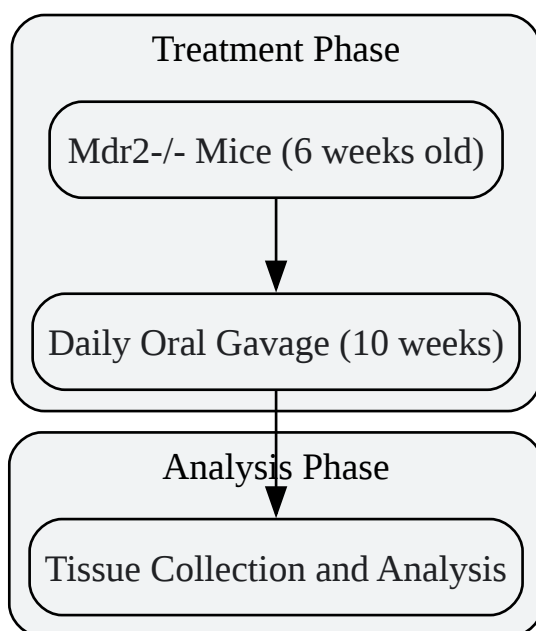 Treatment Phase
Mdr2-/- Mice (6 weeks old)
Daily Oral Gavage (10 weeks)
Analysis Phase
Tissue Collection and Analysis